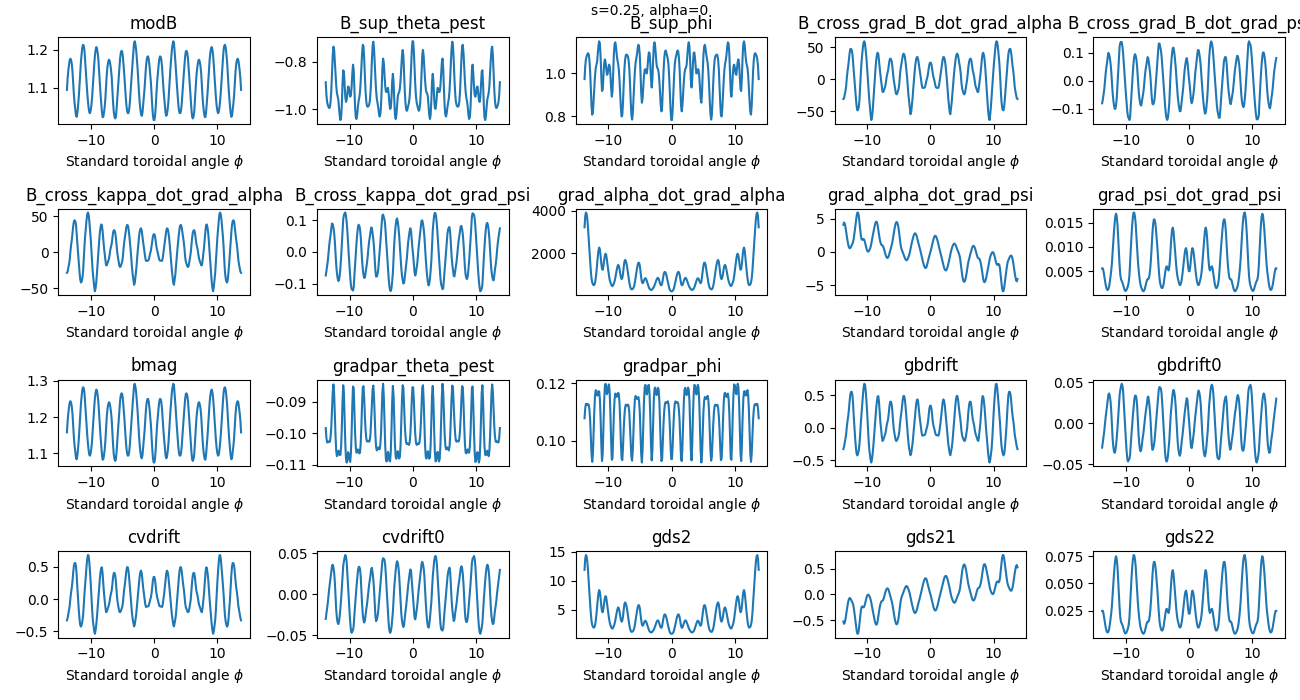 s=0.25, alpha=0
modB
B_sup_theta_pest
B_sup_phi
B_cross_grad_B_dot_grad_alpha
B_cross_grad_B_dot_grad_ps
1.2
1.1
−0.8
−1.0
1.0
0.8
50
0
−50
0.1
0.0
−0.1
−10 0 10
−10 0 10
−10 0 10
−10 0 10
−10 0 10
Standard toroidal angle ϕ
Standard toroidal angle ϕ
Standard toroidal angle ϕ
Standard toroidal angle ϕ
Standard toroidal angle ϕ
B_cross_kappa_dot_grad_alpha
B_cross_kappa_dot_grad_psi
grad_alpha_dot_grad_alpha
grad_alpha_dot_grad_psi
grad_psi_dot_grad_psi
50
0
−50
0.1
0.0
−0.1
4000
2000
5
0
−5
0.015
0.010
0.005
−10 0 10
−10 0 10
−10 0 10
−10 0 10
−10 0 10
Standard toroidal angle ϕ
Standard toroidal angle ϕ
Standard toroidal angle ϕ
Standard toroidal angle ϕ
Standard toroidal angle ϕ
bmag
gradpar_theta_pest
gradpar_phi
gbdrift
gbdrift0
1.3
1.2
1.1
−0.09
−0.10
−0.11
0.12
0.10
0.5
0.0
−0.5
0.05
0.00
−0.05
−10 0 10
−10 0 10
−10 0 10
−10 0 10
−10 0 10
Standard toroidal angle ϕ
Standard toroidal angle ϕ
Standard toroidal angle ϕ
Standard toroidal angle ϕ
Standard toroidal angle ϕ
cvdrift
cvdrift0
gds2
gds21
gds22
0.5
0.0
−0.5
0.05
0.00
−0.05
15
10
5
0.5
0.0
−0.5
0.075
0.050
0.025
−10 0 10
−10 0 10
−10 0 10
−10 0 10
−10 0 10
Standard toroidal angle ϕ
Standard toroidal angle ϕ
Standard toroidal angle ϕ
Standard toroidal angle ϕ
Standard toroidal angle ϕ